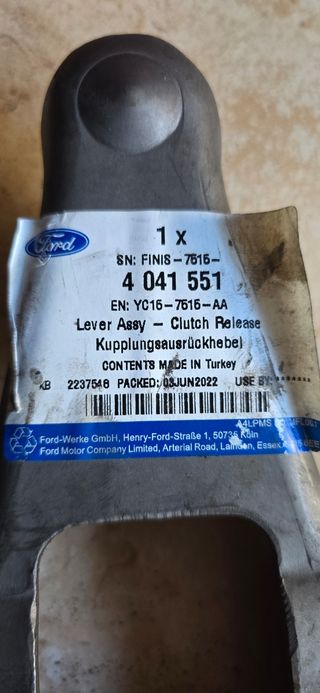 Ford
1 x
SN: FINIS-7515-
4 041 551
EN: YC15-7515-AA
Lever Assy - Clutch Release
Kupplungsausrückhebel
CONTENTS MADE IN Turkey
KB 2237546 PACKED: 03JUN2022 USE BY: *******
A4LPMS
Ford-Werke GmbH, Henry-Ford-Straße 1, 50735 Köln
Ford Motor Company Limited, Arterial Road, Laindon, Essex